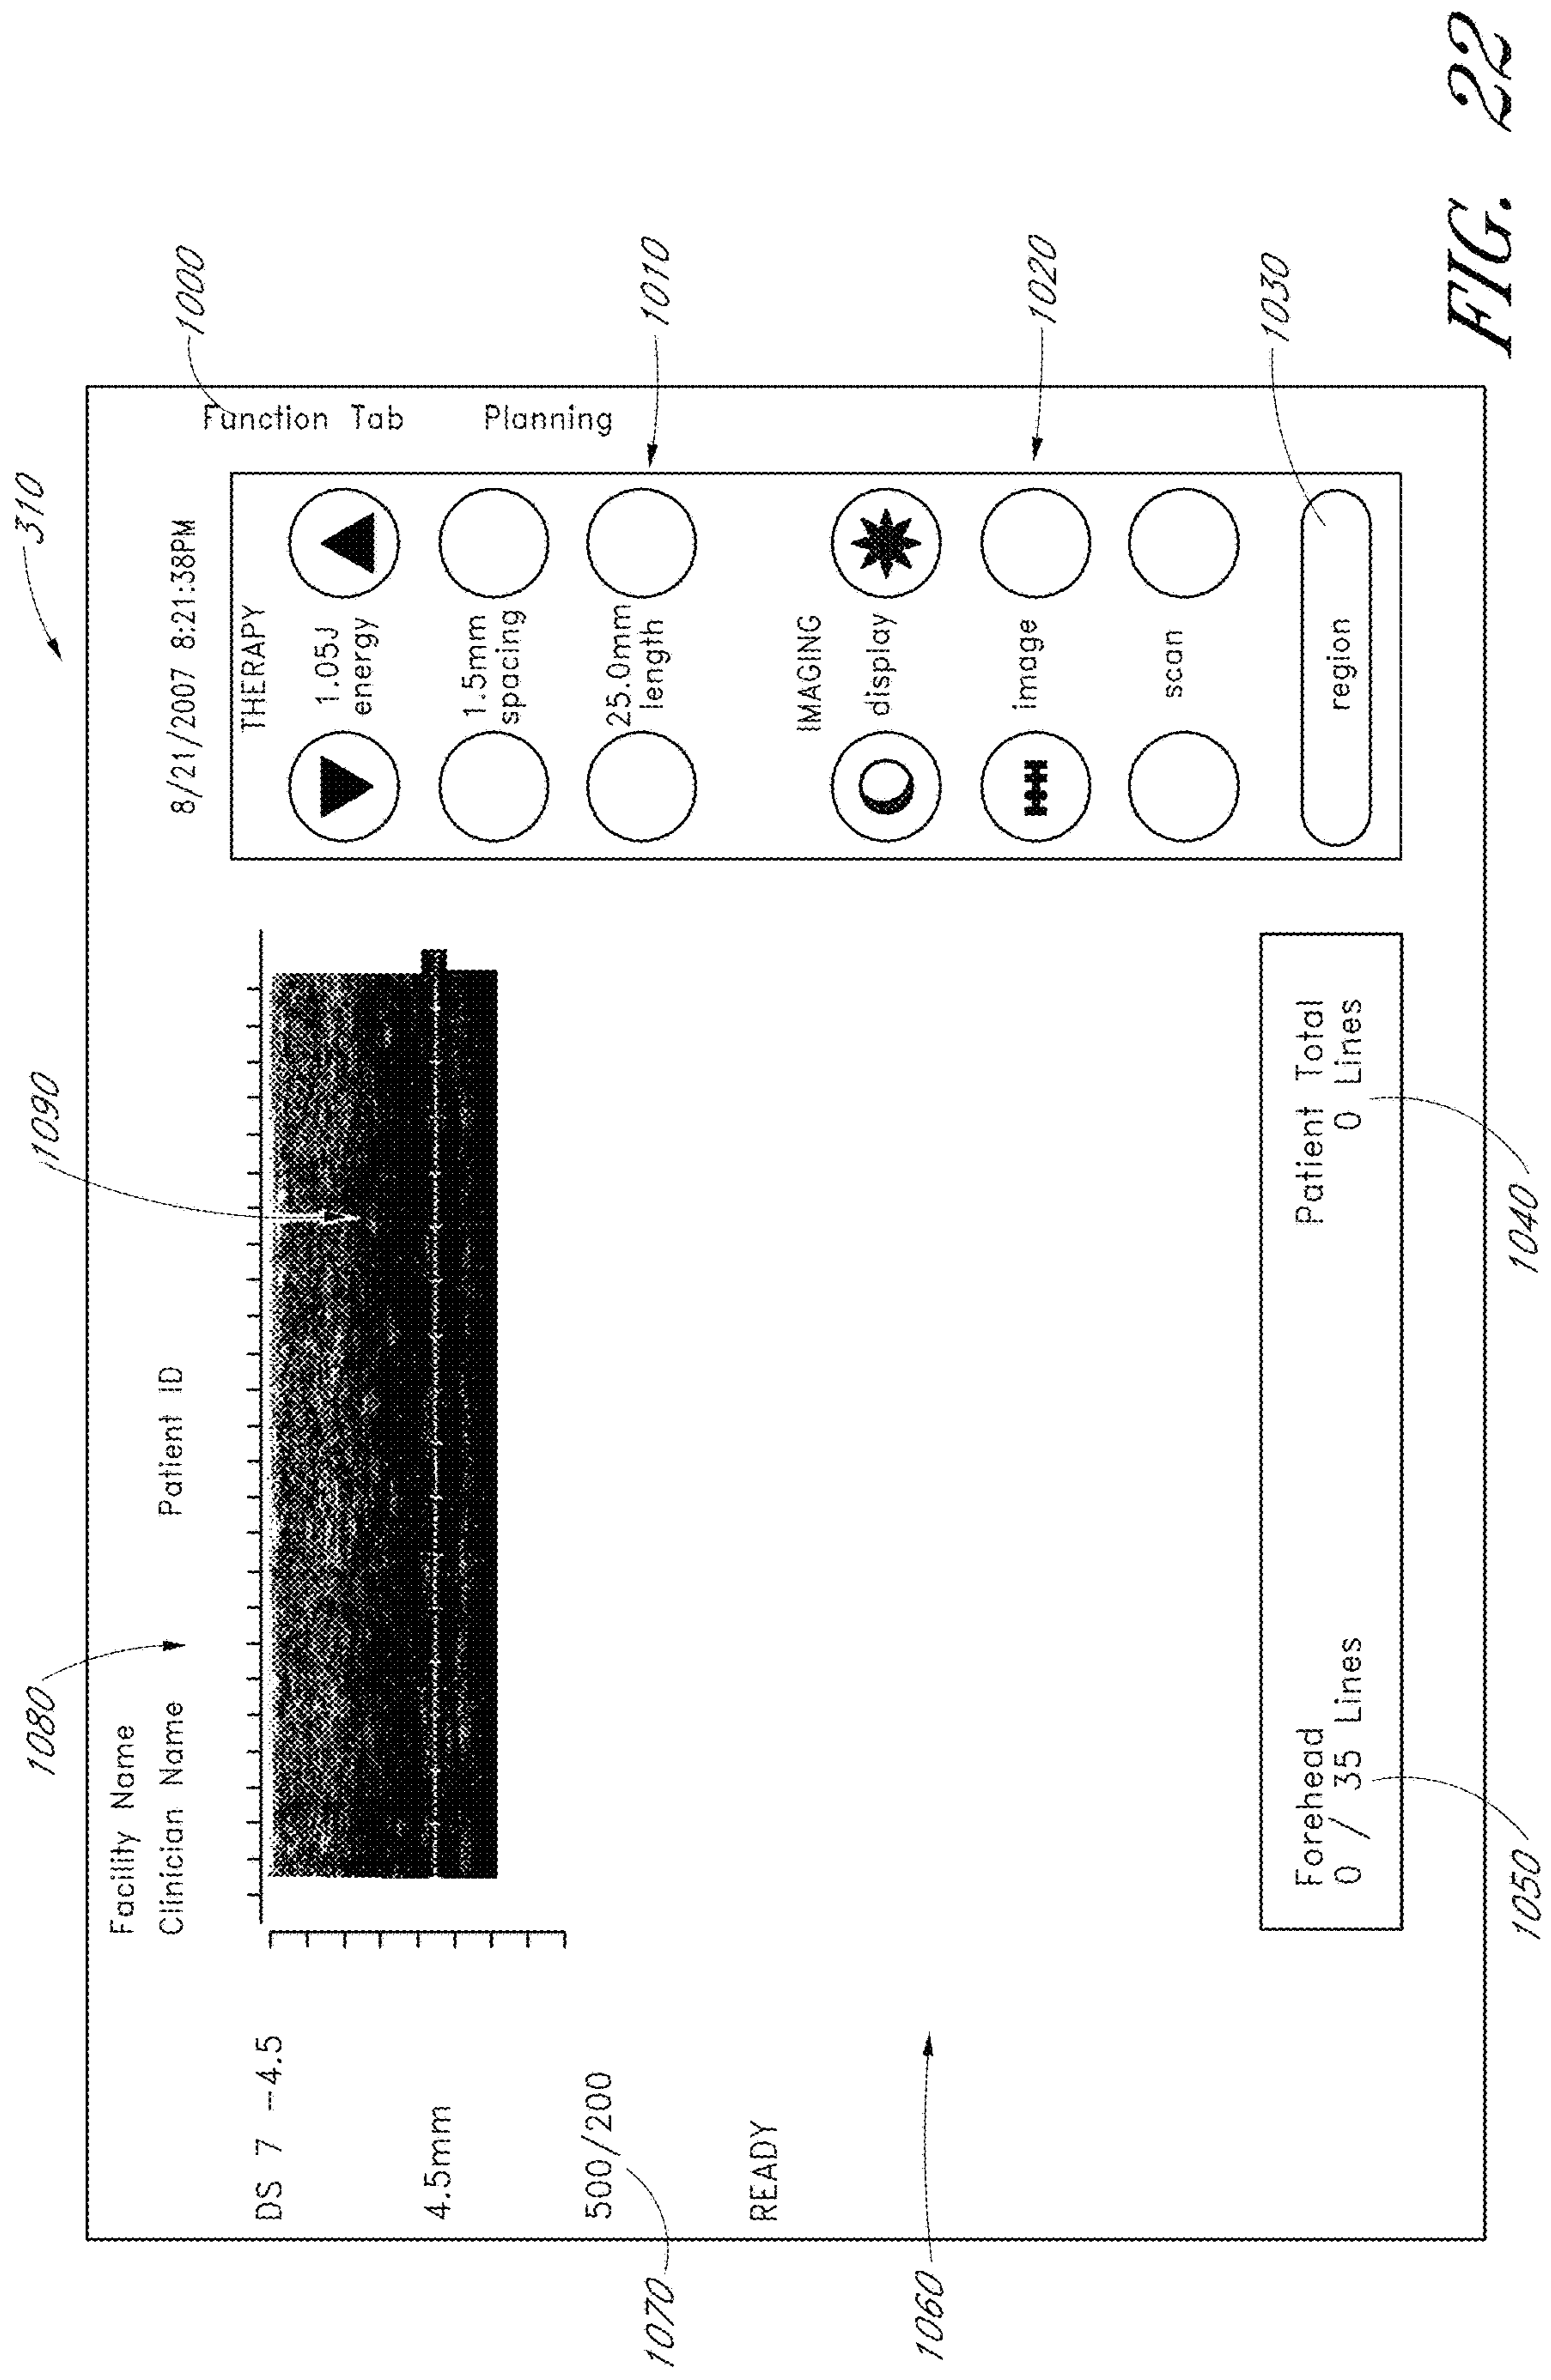 310
1080
1090
Facility Name
Clinician Name
Patient ID
8/21/2007 8:21:38PM
1000
Function Tab
Planning
DS 7 -4.5
4.5mm
500/200
READY
1070
1060
THERAPY
1.05J
energy
1.5mm
spacing
25.0mm
length
1010
IMAGING
display
image
scan
1020
region
1030
Forehead
0 / 35 Lines
Patient Total
0 Lines
1050
1040
FIG. 22